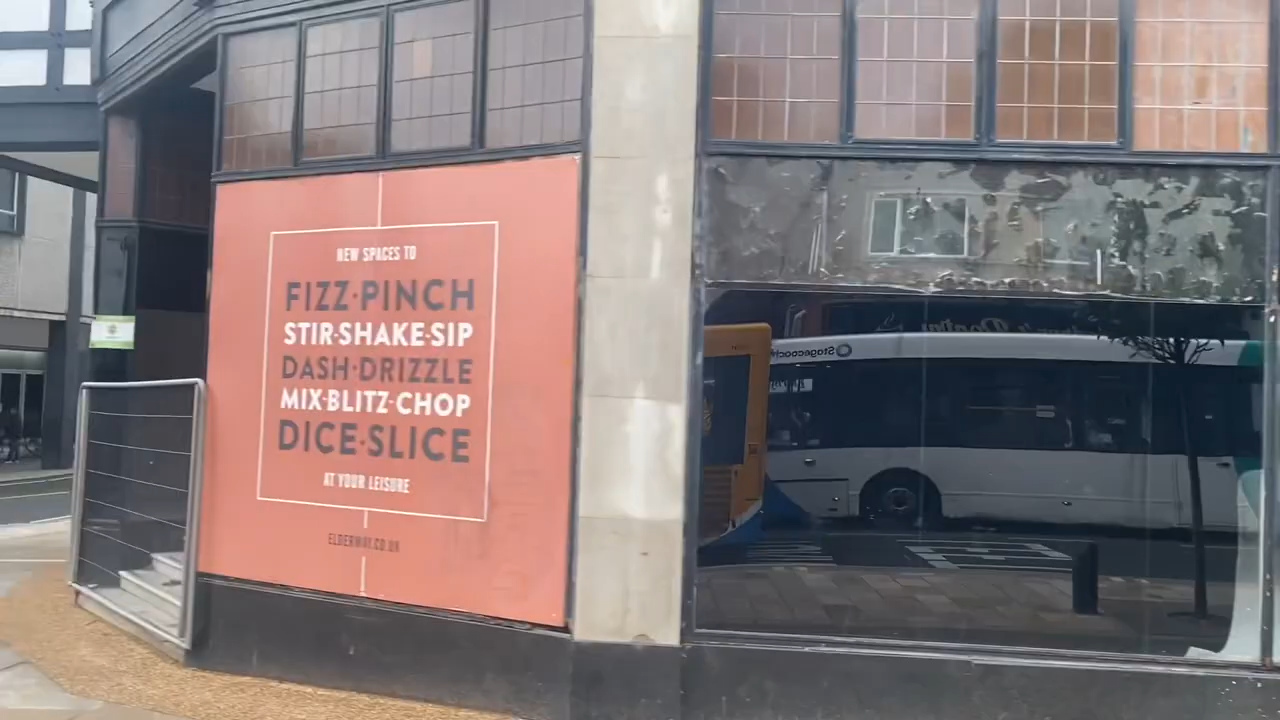 NEW SPACES TO
FIZZ·PINCH
STIR·SHAKE·SIP
DASH·DRIZZLE
MIX·BLITZ·CHOP
DICE·SLICE
AT YOUR LEISURE
ELDERWAY.CO.UK
Stagecoach